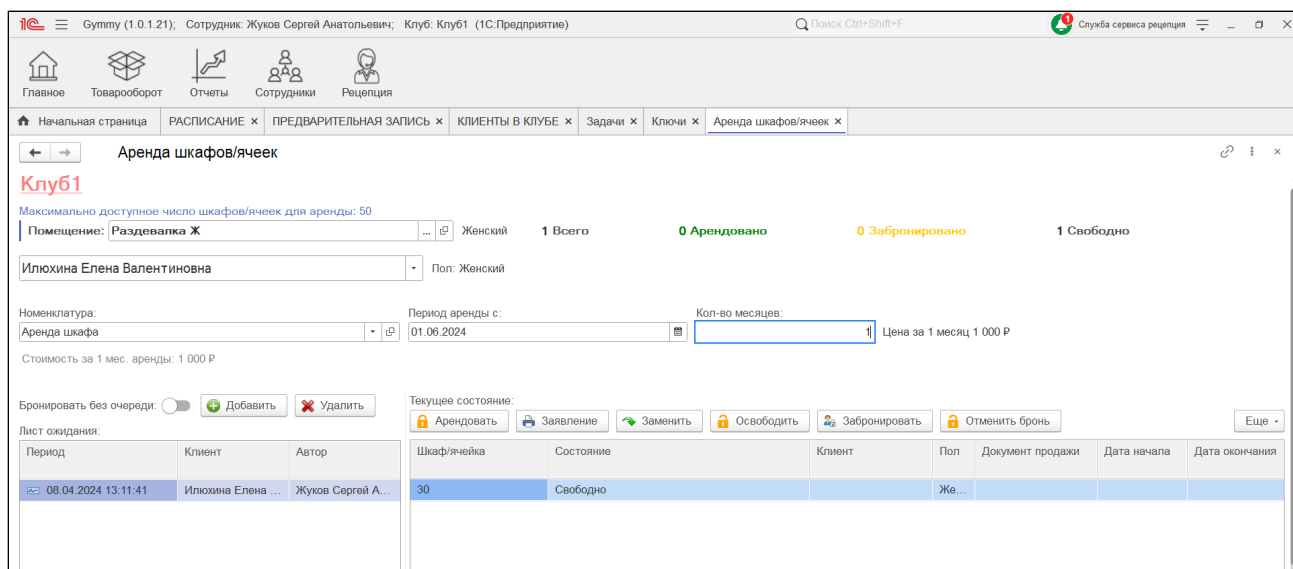 Gymmy (1.0.1.21); Сотрудник: Жуков Сергей Анатольевич; Клуб: Клуб1 (1С:Предприятие) Поиск Ctrl+Shift+F 1 Служба сервиса рецепция
Главное Товарооборот Отчеты Сотрудники Рецепция
Начальная страница РАСПИСАНИЕ × ПРЕДВАРИТЕЛЬНАЯ ЗАПИСЬ × КЛИЕНТЫ В КЛУБЕ × Задачи × Ключи × Аренда шкафов/ячеек ×
Аренда шкафов/ячеек
Клуб1
Максимально доступное число шкафов/ячеек для аренды: 50
Помещение: Раздевалка Ж ... Женский 1 Всего 0 Арендовано 0 Забронировано 1 Свободно
Илюхина Елена Валентиновна Пол: Женский
Номенклатура: Период аренды с: Кол-во месяцев:
Аренда шкафа 01.06.2024 1 Цена за 1 месяц 1 000 ₽
Стоимость за 1 мес. аренды: 1 000 ₽
Бронировать без очереди: Добавить Удалить
Текущее состояние:
Арендовать Заявление Заменить Освободить Забронировать Отменить бронь Еще
Лист ожидания:
Период Клиент Автор Шкаф/ячейка Состояние Клиент Пол Документ продажи Дата начала Дата окончания
08.04.2024 13:11:41 Илюхина Елена ... Жуков Сергей А... 30 Свободно Же...